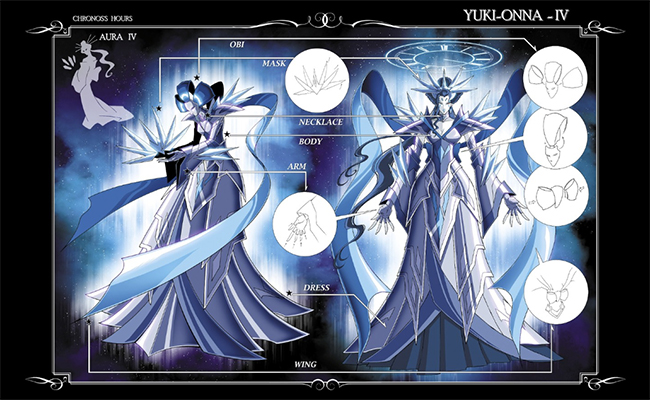 CHRONOS'S HOURS
YUKI-ONNA - IV
AURA IV
OBI
MASK
NECKLACE
BODY
ARM
DRESS
WING